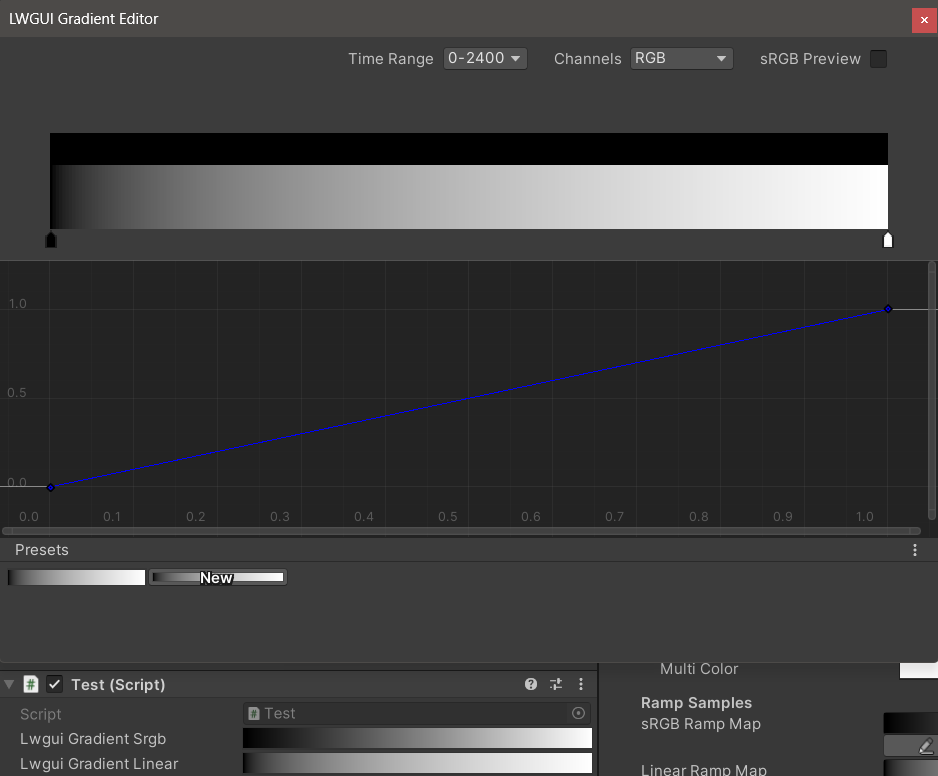 LWGUI Gradient Editor
Time Range 0-2400 Channels RGB sRGB Preview
1.0
0.5
0.0
0.0 0.1 0.2 0.3 0.4 0.5 0.6 0.7 0.8 0.9 1.0
Presets
New
Multi Color
# Test (Script)
Ramp Samples
Script # Test
sRGB Ramp Map
Lwgui Gradient Srgb
Lwgui Gradient Linear
Linear Ramp Map